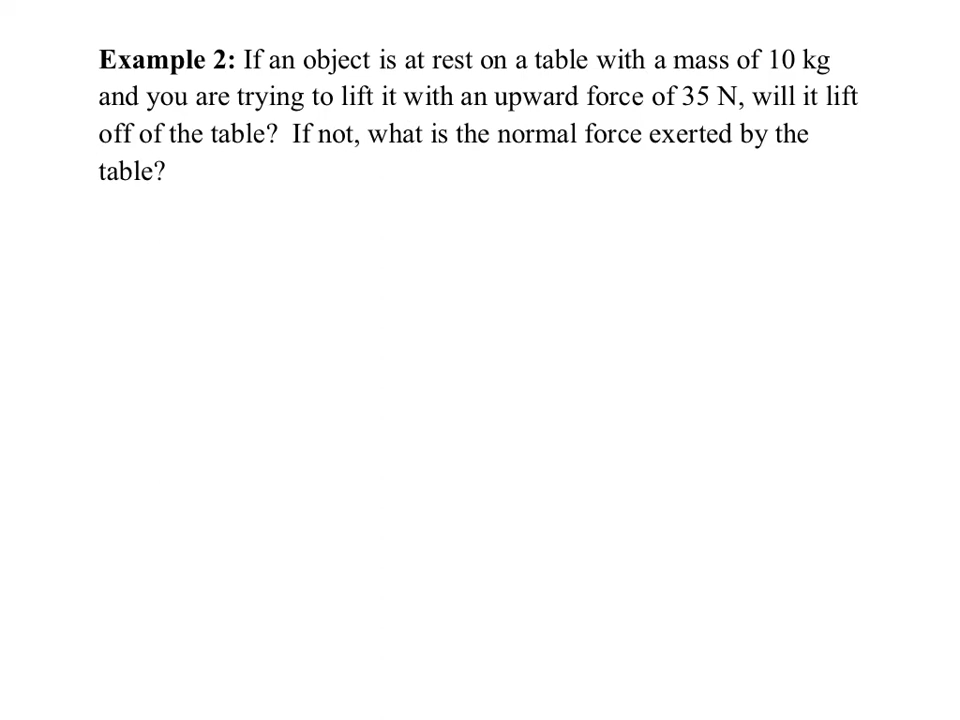 Example 2: If an object is at rest on a table with a mass of 10 kg
and you are trying to lift it with an upward force of 35 N, will it lift
off of the table?  If not, what is the normal force exerted by the
table?